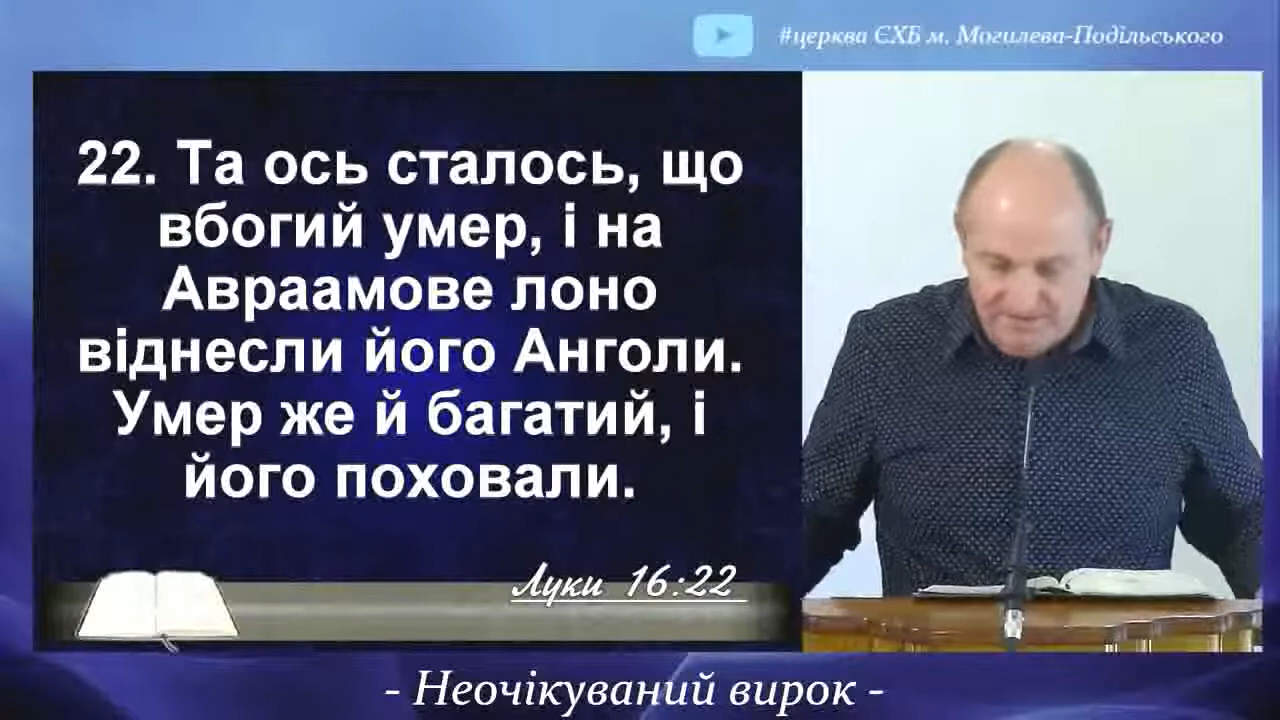 #церква ЄХБ м. Могилева-Подільського
22. Та ось сталось, що
вбогий умер, і на
Авраамове лоно
віднесли його Анголи.
Умер же й багатий, і
його поховали.
Луки 16:22
- Неочікуваний вирок -